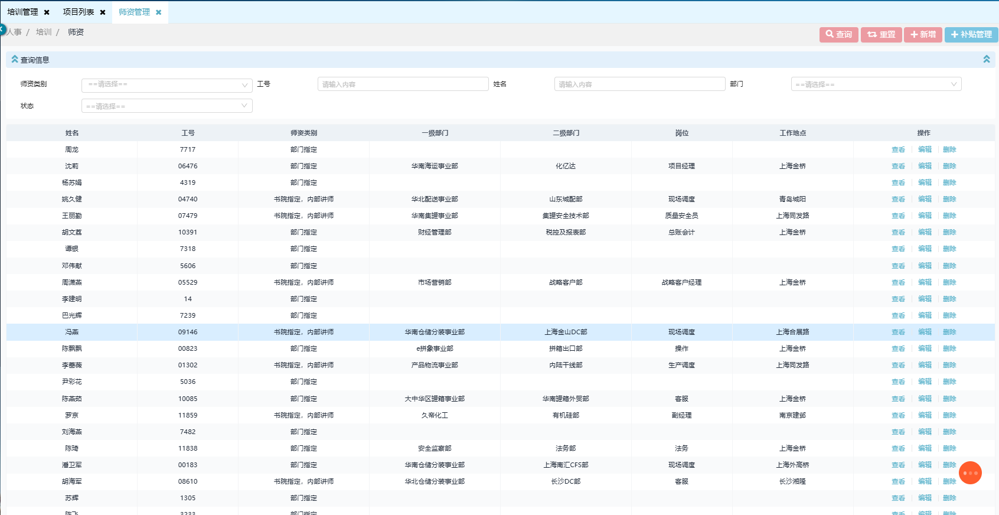 培训管理 ✖ 项目列表 ✖ 师资管理 ✖
人事 / 培训 / 师资
查询 重置 新增 补贴管理
查询信息
师资类别 ==请选择== 工号 请输入内容 姓名 请输入内容 部门 ==请选择==
状态 ==请选择==
姓名 工号 师资类别 一级部门 二级部门 岗位 工作地点 操作
周龙 7717 部门指定 查看 编辑 删除
沈莉 06476 部门指定 华南海运事业部 化亿达 项目经理 上海金桥 查看 编辑 删除
杨苏娟 4319 部门指定 查看 编辑 删除
姚久健 04740 书院指定，内部讲师 华北配送事业部 山东城配部 现场调度 青岛城阳 查看 编辑 删除
王丽勤 07479 书院指定，内部讲师 华南集罐事业部 集罐安全技术部 质量安全员 上海同发路 查看 编辑 删除
胡文荔 10391 部门指定 财经管理部 税控及报表部 总账会计 上海金桥 查看 编辑 删除
谭银 7318 部门指定 查看 编辑 删除
邓伟献 5606 部门指定 查看 编辑 删除
周潇燕 05529 书院指定，内部讲师 市场营销部 战略客户部 战略客户经理 上海金桥 查看 编辑 删除
李建明 14 部门指定 查看 编辑 删除
巴光辉 7239 部门指定 查看 编辑 删除
冯燕 09146 书院指定，内部讲师 华南仓储分装事业部 上海金山DC部 现场调度 上海合展路 查看 编辑 删除
陈飘飘 00823 部门指定 e拼象事业部 拼箱出口部 操作 上海金桥 查看 编辑 删除
李蔷薇 01302 书院指定，内部讲师 产品物流事业部 内陆干线部 生产调度 上海同发路 查看 编辑 删除
尹彩花 5036 部门指定 查看 编辑 删除
陈燕茹 10085 部门指定 大中华区罐箱事业部 华南罐箱外贸部 客服 上海金桥 查看 编辑 删除
罗京 11859 书院指定，内部讲师 久帝化工 有机硅部 副经理 南京建邺 查看 编辑 删除
刘海燕 7482 部门指定 查看 编辑 删除
陈琦 11838 部门指定 安全监察部 法务部 法务 上海金桥 查看 编辑 删除
潘卫军 00183 部门指定 华南仓储分装事业部 上海南汇CFS部 现场调度 上海外高桥 查看 编辑 删除
胡海军 08610 书院指定，内部讲师 华北仓储分装事业部 长沙DC部 客服 长沙湘隆 查看 编辑 删除
苏辉 1305 部门指定 查看 编辑 删除
陈飞 3233 部门指定 查看 编辑 删除